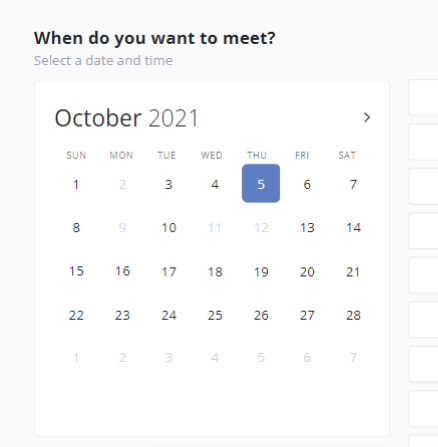 When do you want to meet?
Select a date and time
October 2021
SUN MON TUE WED THU FRI SAT
1 2 3 4 5 6 7
8 9 10 11 12 13 14
15 16 17 18 19 20 21
22 23 24 25 26 27 28
1 2 3 4 5 6 7